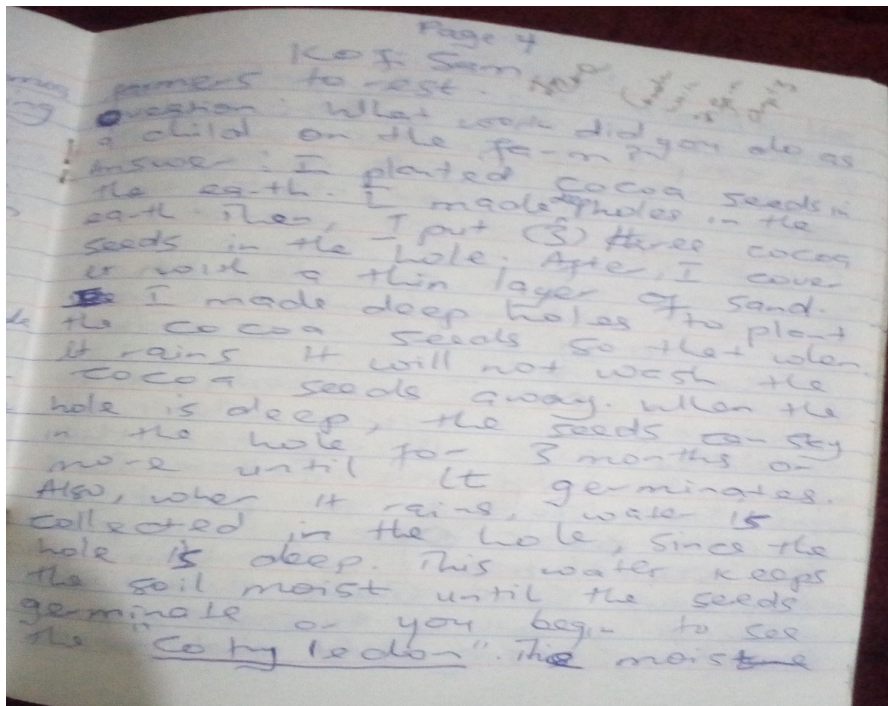 Page 4
Kofi Sam
farmers to rest.
Question: What work did you do as
a child on the farm?
Answer: I planted cocoa seeds in
the earth. I made holes in the
earth. Then, I put (3) three cocoa
seeds in the hole. After, I cover
it with a thin layer of sand.
I made deep holes to plant
the cocoa seeds so that when
it rains it will not wash the
cocoa seeds away. When the
hole is deep, the seeds can stay
in the hole for 3 months or
more until it germinates.
Also, when it rains, water is
collected in the hole, since the
hole is deep. This water keeps
the soil moist until the seeds
germinate or you begin to see
the "Cotyledon". The moist